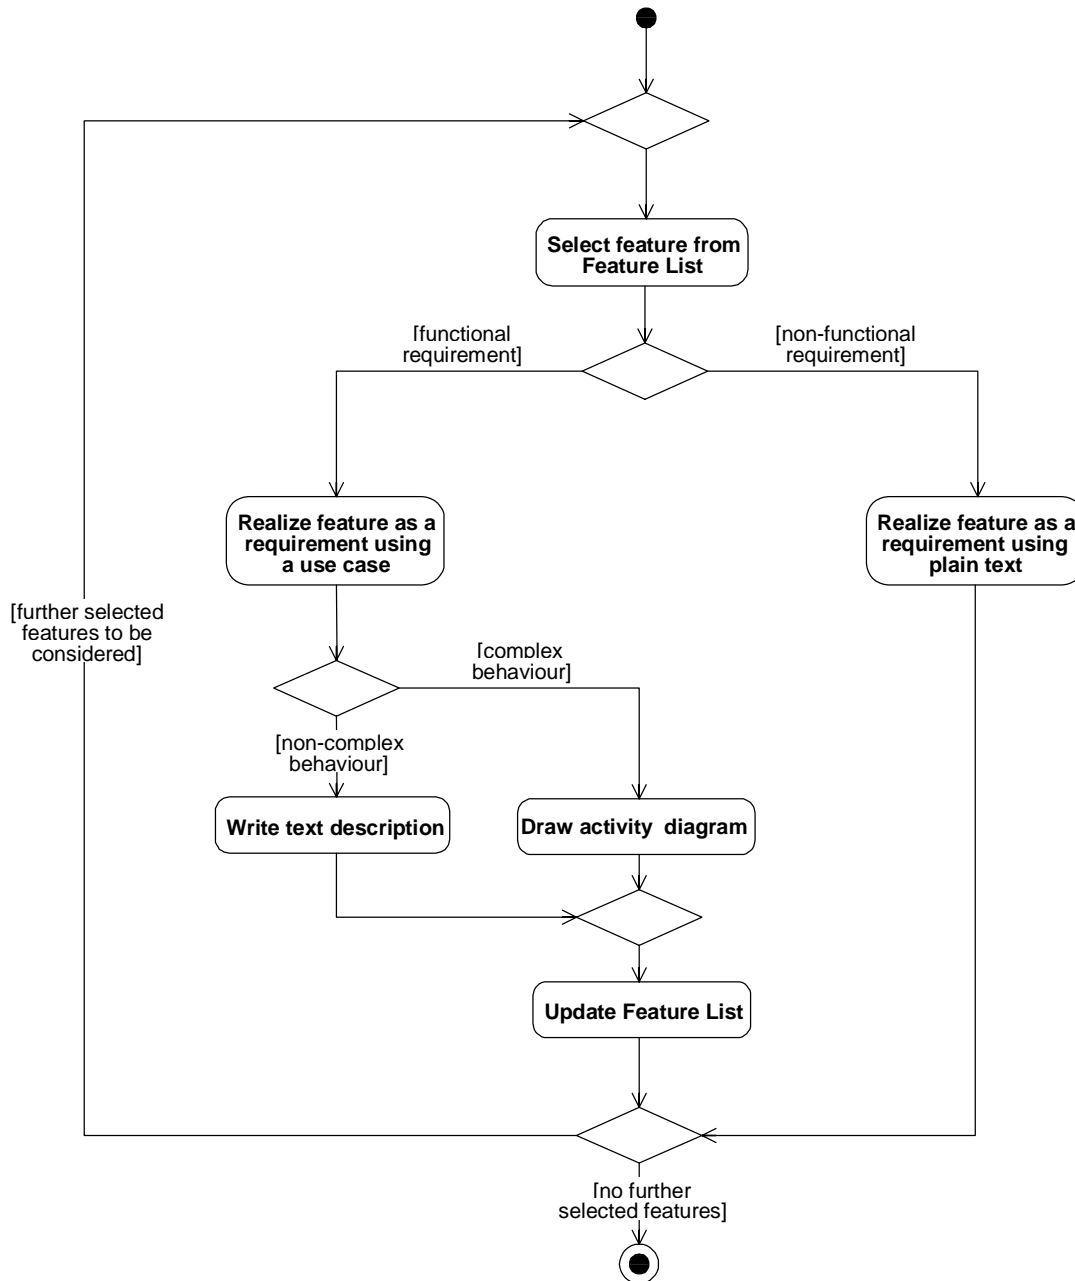 Select feature from
Feature List
[functional
requirement]
[non-functional
requirement]
Realize feature as a
requirement using
a use case
Realize feature as a
requirement using
plain text
[further selected
features to be
considered]
[complex
behaviour]
[non-complex
behaviour]
Write text description
Draw activity diagram
Update Feature List
[no further
selected features]